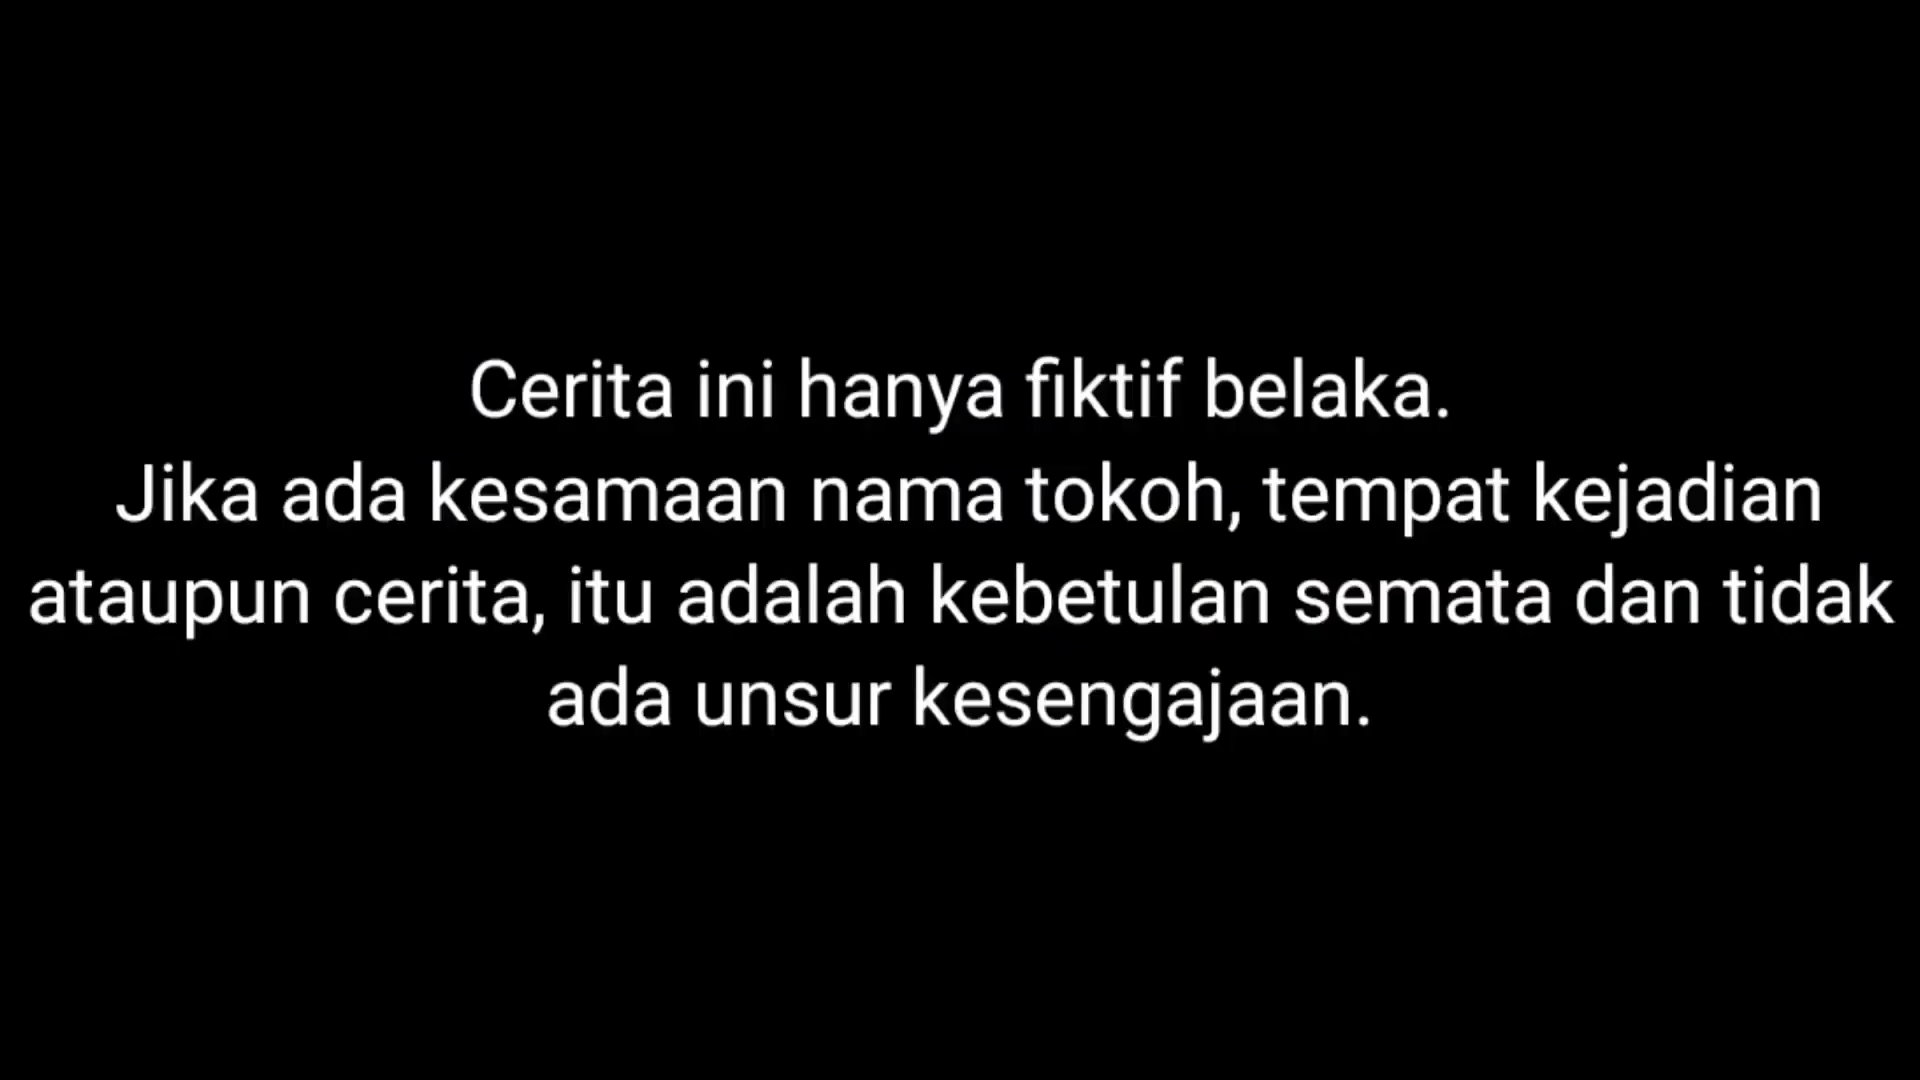 Cerita ini hanya fiktif belaka.
Jika ada kesamaan nama tokoh, tempat kejadian
ataupun cerita, itu adalah kebetulan semata dan tidak
ada unsur kesengajaan.